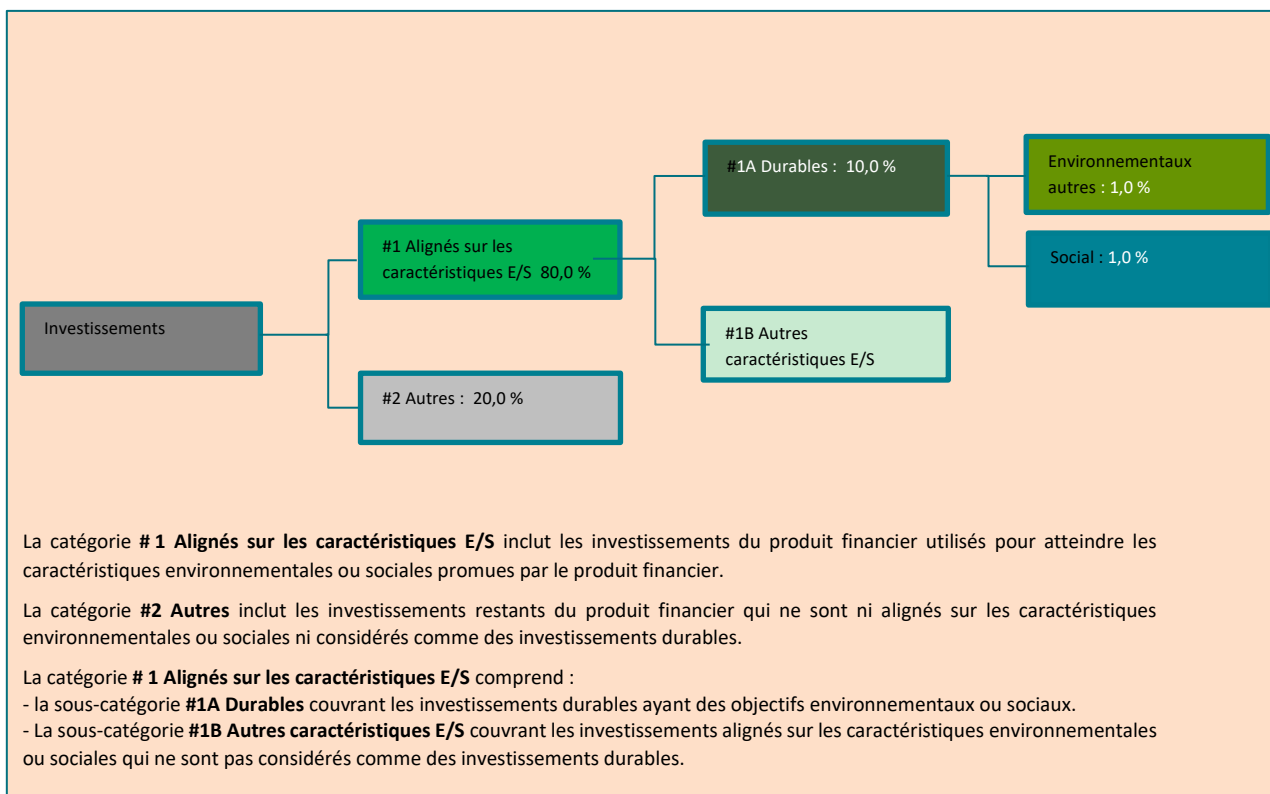 #1A Durables :  10,0 %
Environnementaux
autres : 1,0 %
#1 Alignés sur les
caractéristiques E/S  80,0 %
Social : 1,0 %
Investissements
#1B Autres
caractéristiques E/S
#2 Autres :  20,0 %
La catégorie # 1 Alignés sur les caractéristiques E/S inclut les investissements du produit financier utilisés pour atteindre les
caractéristiques environnementales ou sociales promues par le produit financier.
La catégorie #2 Autres inclut les investissements restants du produit financier qui ne sont ni alignés sur les caractéristiques
environnementales ou sociales ni considérés comme des investissements durables.
La catégorie # 1 Alignés sur les caractéristiques E/S comprend :
- la sous-catégorie #1A Durables couvrant les investissements durables ayant des objectifs environnementaux ou sociaux.
- La sous-catégorie #1B Autres caractéristiques E/S couvrant les investissements alignés sur les caractéristiques environnementales
ou sociales qui ne sont pas considérés comme des investissements durables.